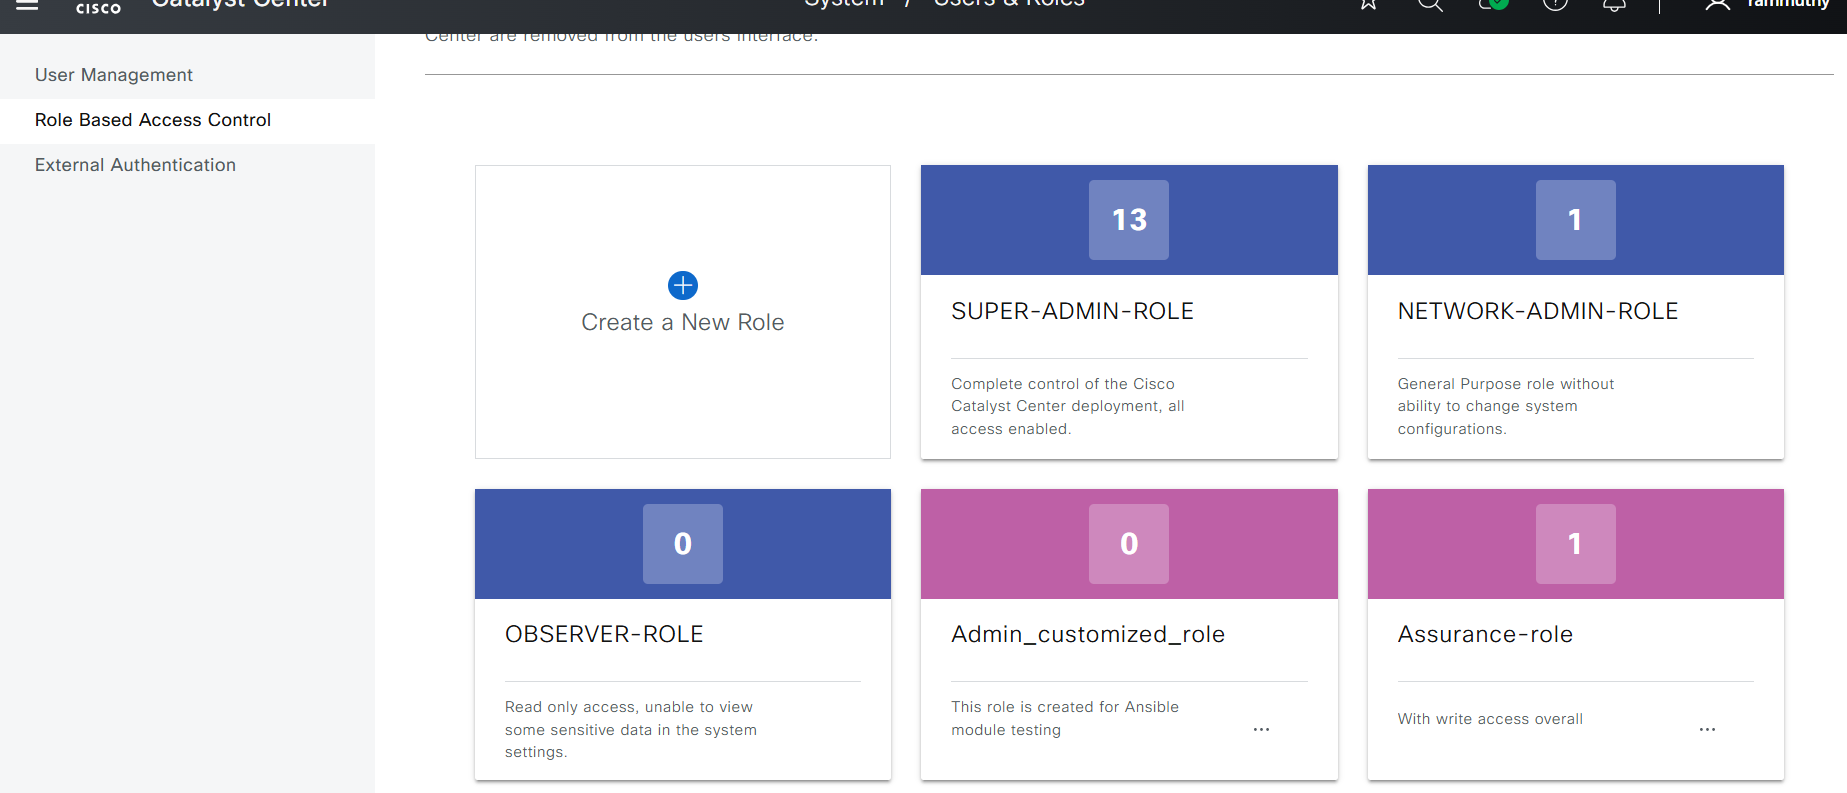 CISCO Catalyst Center System / Users & Roles rammuthy
Center are removed from the users interface.
User Management
Role Based Access Control
External Authentication
13
1
Create a New Role
SUPER-ADMIN-ROLE
NETWORK-ADMIN-ROLE
Complete control of the Cisco
Catalyst Center deployment, all
access enabled.
General Purpose role without
ability to change system
configurations.
0
0
1
OBSERVER-ROLE
Admin_customized_role
Assurance-role
Read only access, unable to view
some sensitive data in the system
settings.
This role is created for Ansible
module testing
...
With write access overall
...